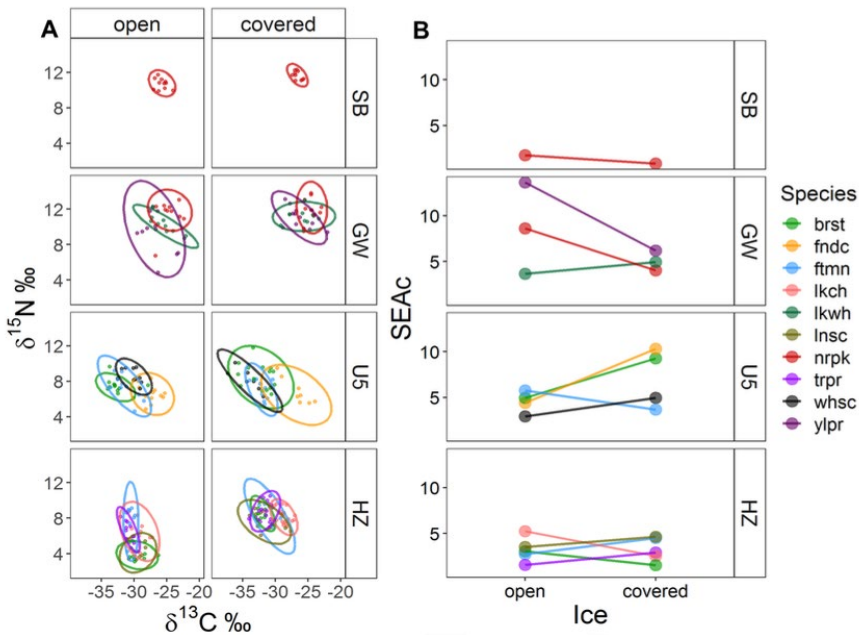 A
open
covered
B
12
8
4
SB
10
5
SB
12
8
4
GW
10
5
GW
12
8
4
U5
10
5
U5
12
8
4
HZ
10
5
HZ
δ15N ‰
SEAc
-35 -30 -25 -20
-35 -30 -25 -20
δ13C ‰
open
covered
Ice
Species
brst
fndc
ftmn
lkch
lkwh
lnsc
nrpk
trpr
whsc
ylpr